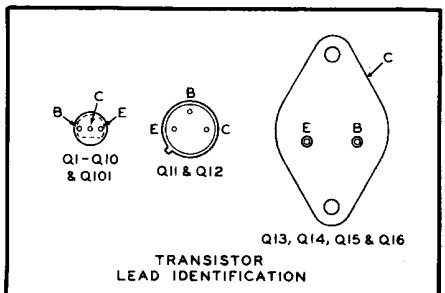 B C E
Q1-Q10
& Q101
B
E C
Q11 & Q12
C
E B
Q13, Q14, Q15 & Q16
TRANSISTOR
LEAD IDENTIFICATION